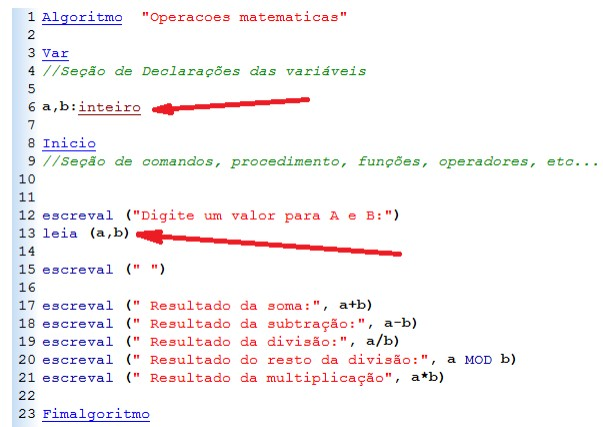 1 Algoritmo "Operacoes matematicas"
2
3 Var
4 //Seção de Declarações das variáveis
5
6 a,b:inteiro
7
8 Inicio
9 //Seção de comandos, procedimento, funções, operadores, etc...
10
11
12 escreval ("Digite um valor para A e B:")
13 leia (a,b)
14
15 escreval (" ")
16
17 escreval (" Resultado da soma:", a+b)
18 escreval (" Resultado da subtração:", a-b)
19 escreval (" Resultado da divisão:", a/b)
20 escreval (" Resultado do resto da divisão:", a MOD b)
21 escreval (" Resultado da multiplicação", a*b)
22
23 Fimalgoritmo